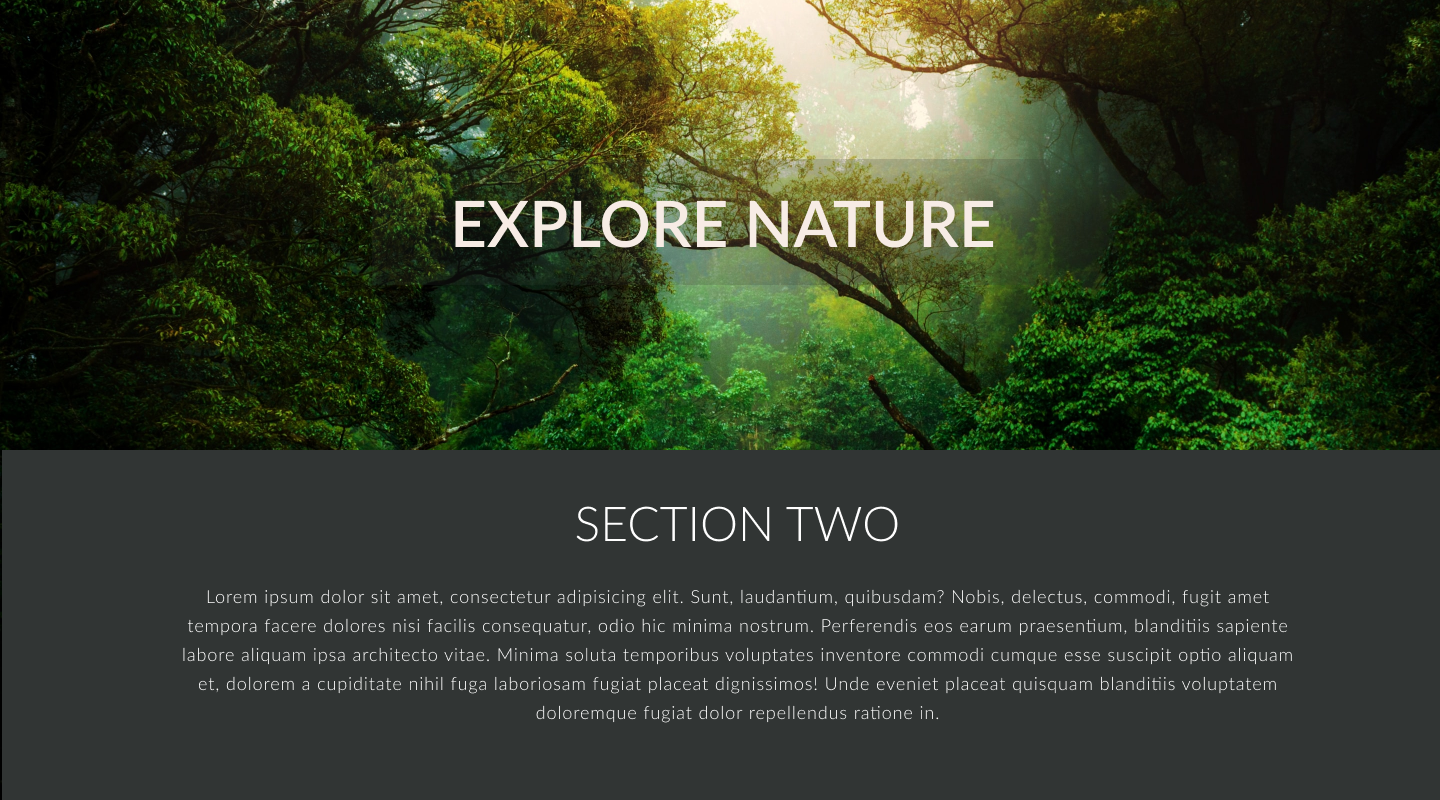 EXPLORE NATURE
SECTION TWO
Lorem ipsum dolor sit amet, consectetur adipisicing elit. Sunt, laudantium, quibusdam? Nobis, delectus, commodi, fugit amet
tempora facere dolores nisi facilis consequatur, odio hic minima nostrum. Perferendis eos earum praesentium, blanditiis sapiente
labore aliquam ipsa architecto vitae. Minima soluta temporibus voluptates inventore commodi cumque esse suscipit optio aliquam
et, dolorem a cupiditate nihil fuga laboriosam fugiat placeat dignissimos! Unde eveniet placeat quisquam blanditiis voluptatem
doloremque fugiat dolor repellendus ratione in.